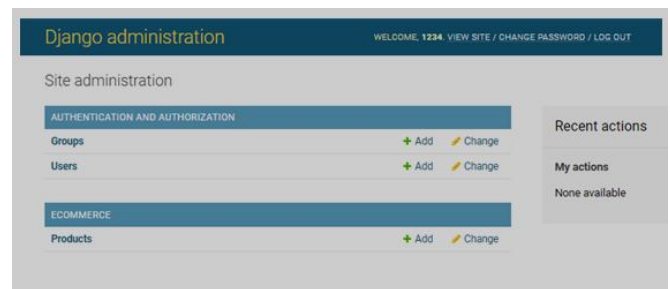 Django administration
WELCOME, 1234. VIEW SITE / CHANGE PASSWORD / LOG OUT
Site administration
AUTHENTICATION AND AUTHORIZATION
Groups + Add Change
Users + Add Change
ECOMMERCE
Products + Add Change
Recent actions
My actions
None available